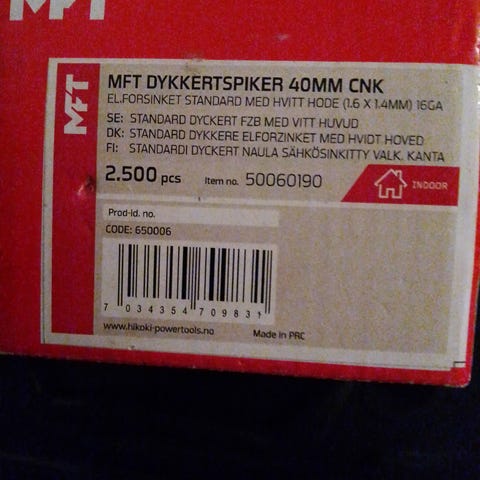 MFT
MFT
MFT DYKKERTSPIKER 40MM CNK
EL.FORSINKET STANDARD MED HVITT HODE (1.6 X 1.4MM) 16GA
SE: STANDARD DYCKERT FZB MED VITT HUVUD
DK: STANDARD DYKKERE ELFORZINKET MED HVIDT HOVED
FI: STANDARDI DYCKERT NAULA SÄHKÖSINKITTY VALK. KANTA
2.500 pcs Item no. 50060190
INDOOR
Prod-id. no.
CODE: 650006
7 034354 709831
www.hikoki-powertools.no Made in PRC